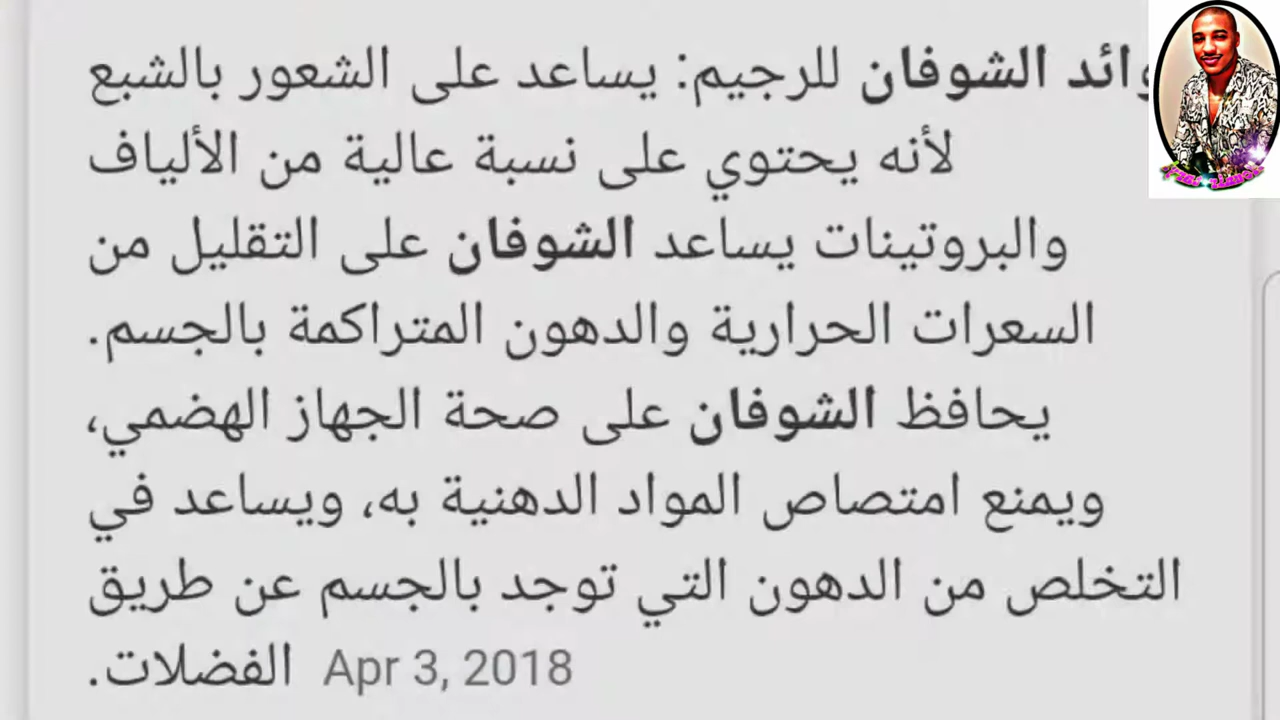 وائد الشوفان للرجيم: يساعد على الشعور بالشبع
لأنه يحتوي على نسبة عالية من الألياف
والبروتينات يساعد الشوفان على التقليل من
السعرات الحرارية والدهون المتراكمة بالجسم.
يحافظ الشوفان على صحة الجهاز الهضمي،
ويمنع امتصاص المواد الدهنية به، ويساعد في
التخلص من الدهون التي توجد بالجسم عن طريق
الفضلات. Apr 3, 2018